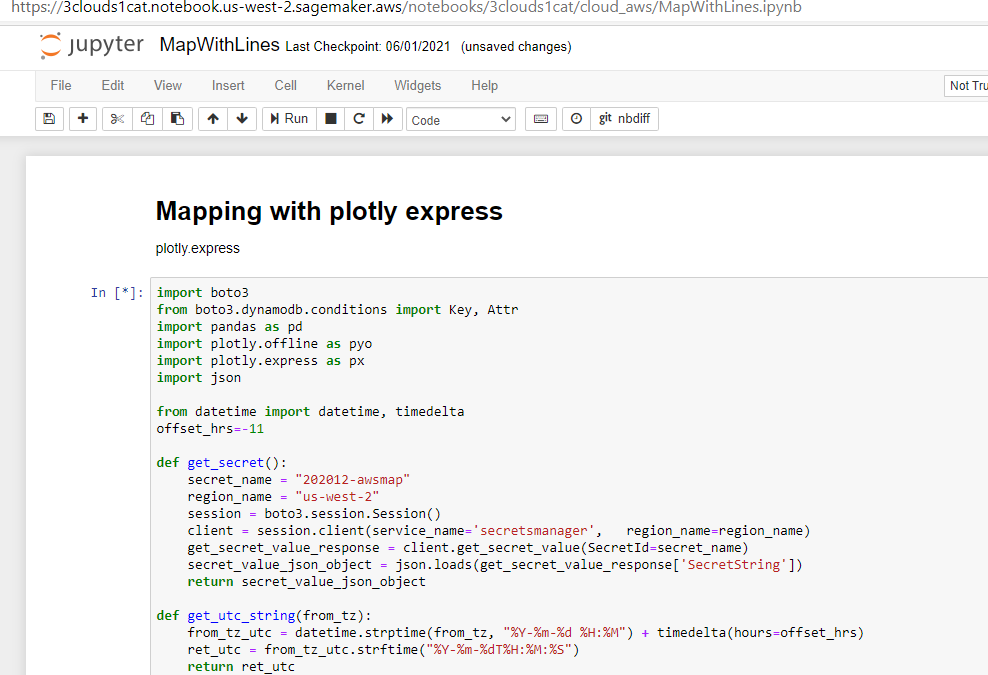 https://3clouds1cat.notebook.us-west-2.sagemaker.aws/notebooks/3clouds1cat/cloud_aws/MapWithLines.ipynb
jupyter MapWithLines Last Checkpoint: 06/01/2021 (unsaved changes)
File Edit View Insert Cell Kernel Widgets Help Not Tru
Run Code git nbdiff
Mapping with plotly express
plotly.express
In [*]: import boto3
from boto3.dynamodb.conditions import Key, Attr
import pandas as pd
import plotly.offline as pyo
import plotly.express as px
import json
from datetime import datetime, timedelta
offset_hrs=-11
def get_secret():
    secret_name = "202012-awsmap"
    region_name = "us-west-2"
    session = boto3.session.Session()
    client = session.client(service_name='secretsmanager',   region_name=region_name)
    get_secret_value_response = client.get_secret_value(SecretId=secret_name)
    secret_value_json_object = json.loads(get_secret_value_response['SecretString'])
    return secret_value_json_object
def get_utc_string(from_tz):
    from_tz_utc = datetime.strptime(from_tz, "%Y-%m-%d %H:%M") + timedelta(hours=offset_hrs)
    ret_utc = from_tz_utc.strftime("%Y-%m-%dT%H:%M:%S")
    return ret_utc